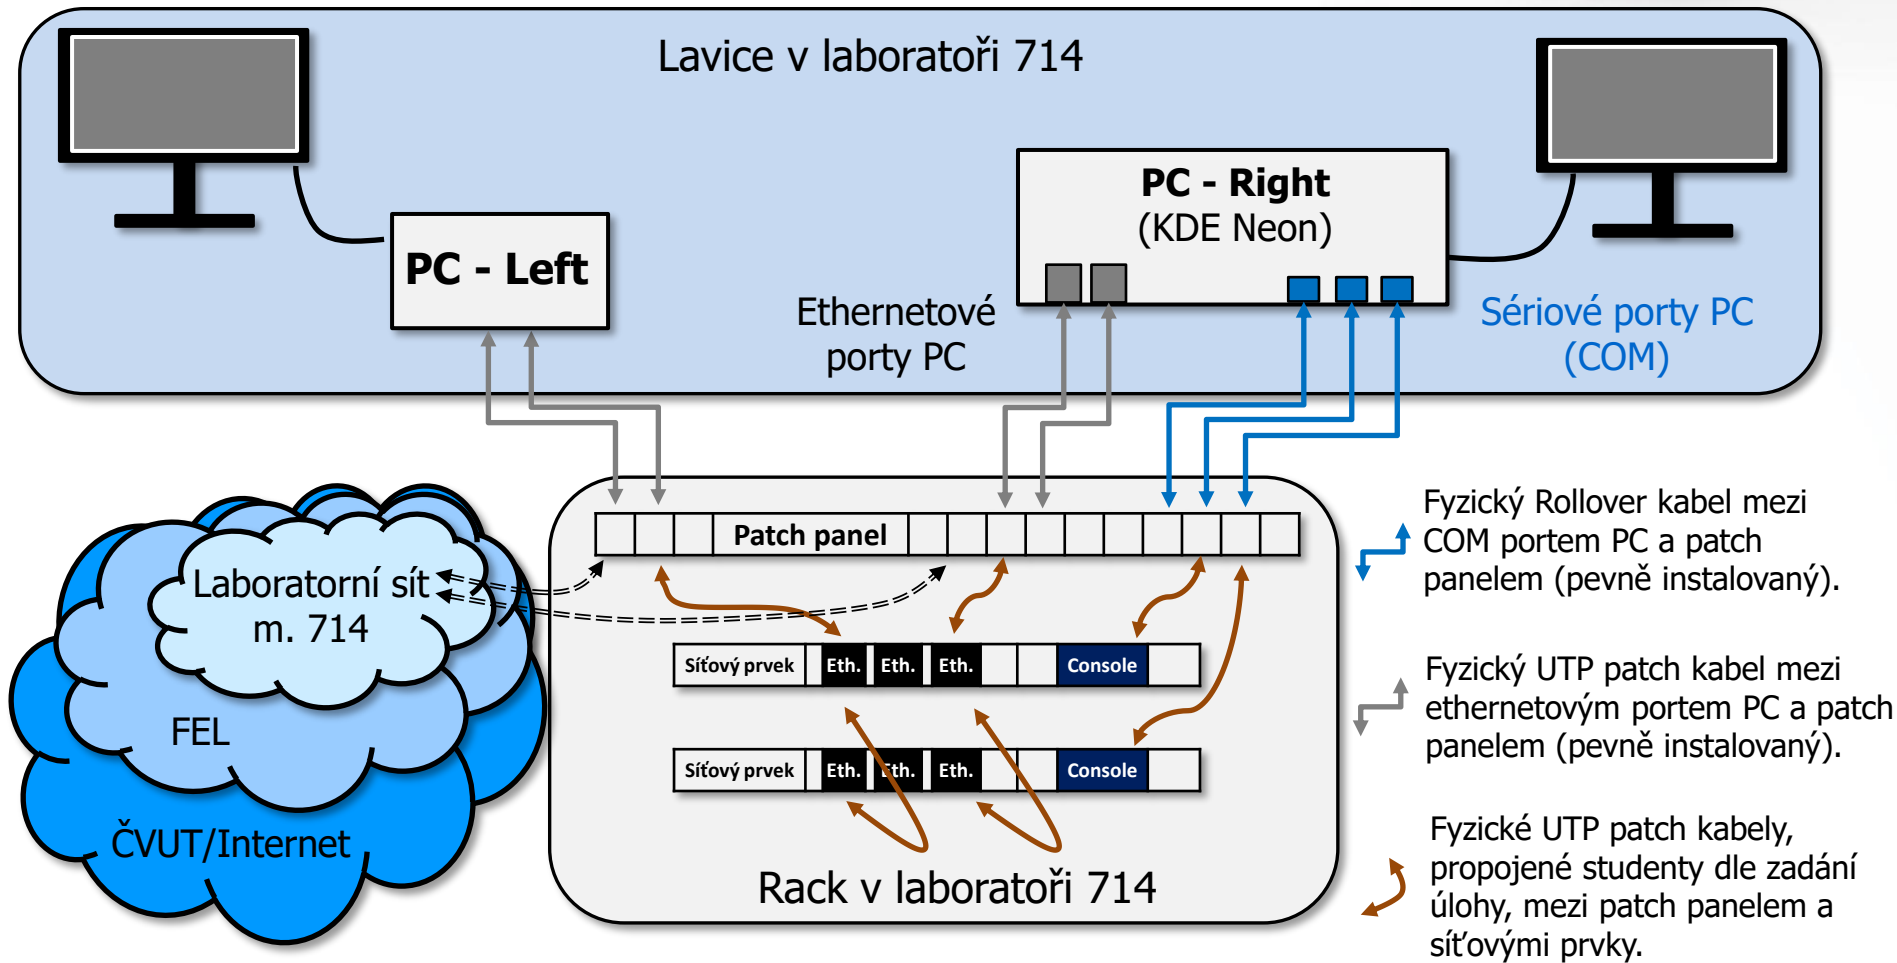 Lavice v laboratoři 714
PC - Left
PC - Right
(KDE Neon)
Ethernetové
porty PC
Sériové porty PC
(COM)
Patch panel
Laboratorní sít
m. 714
FEL
ČVUT/Internet
Síťový prvek Eth. Eth. Eth. Console
Síťový prvek Eth. Eth. Eth. Console
Rack v laboratoři 714
Fyzický Rollover kabel mezi
COM portem PC a patch
panelem (pevně instalovaný).
Fyzický UTP patch kabel mezi
ethernetovým portem PC a patch
panelem (pevně instalovaný).
Fyzické UTP patch kabely,
propojené studenty dle zadání
úlohy, mezi patch panelem a
síťovými prvky.